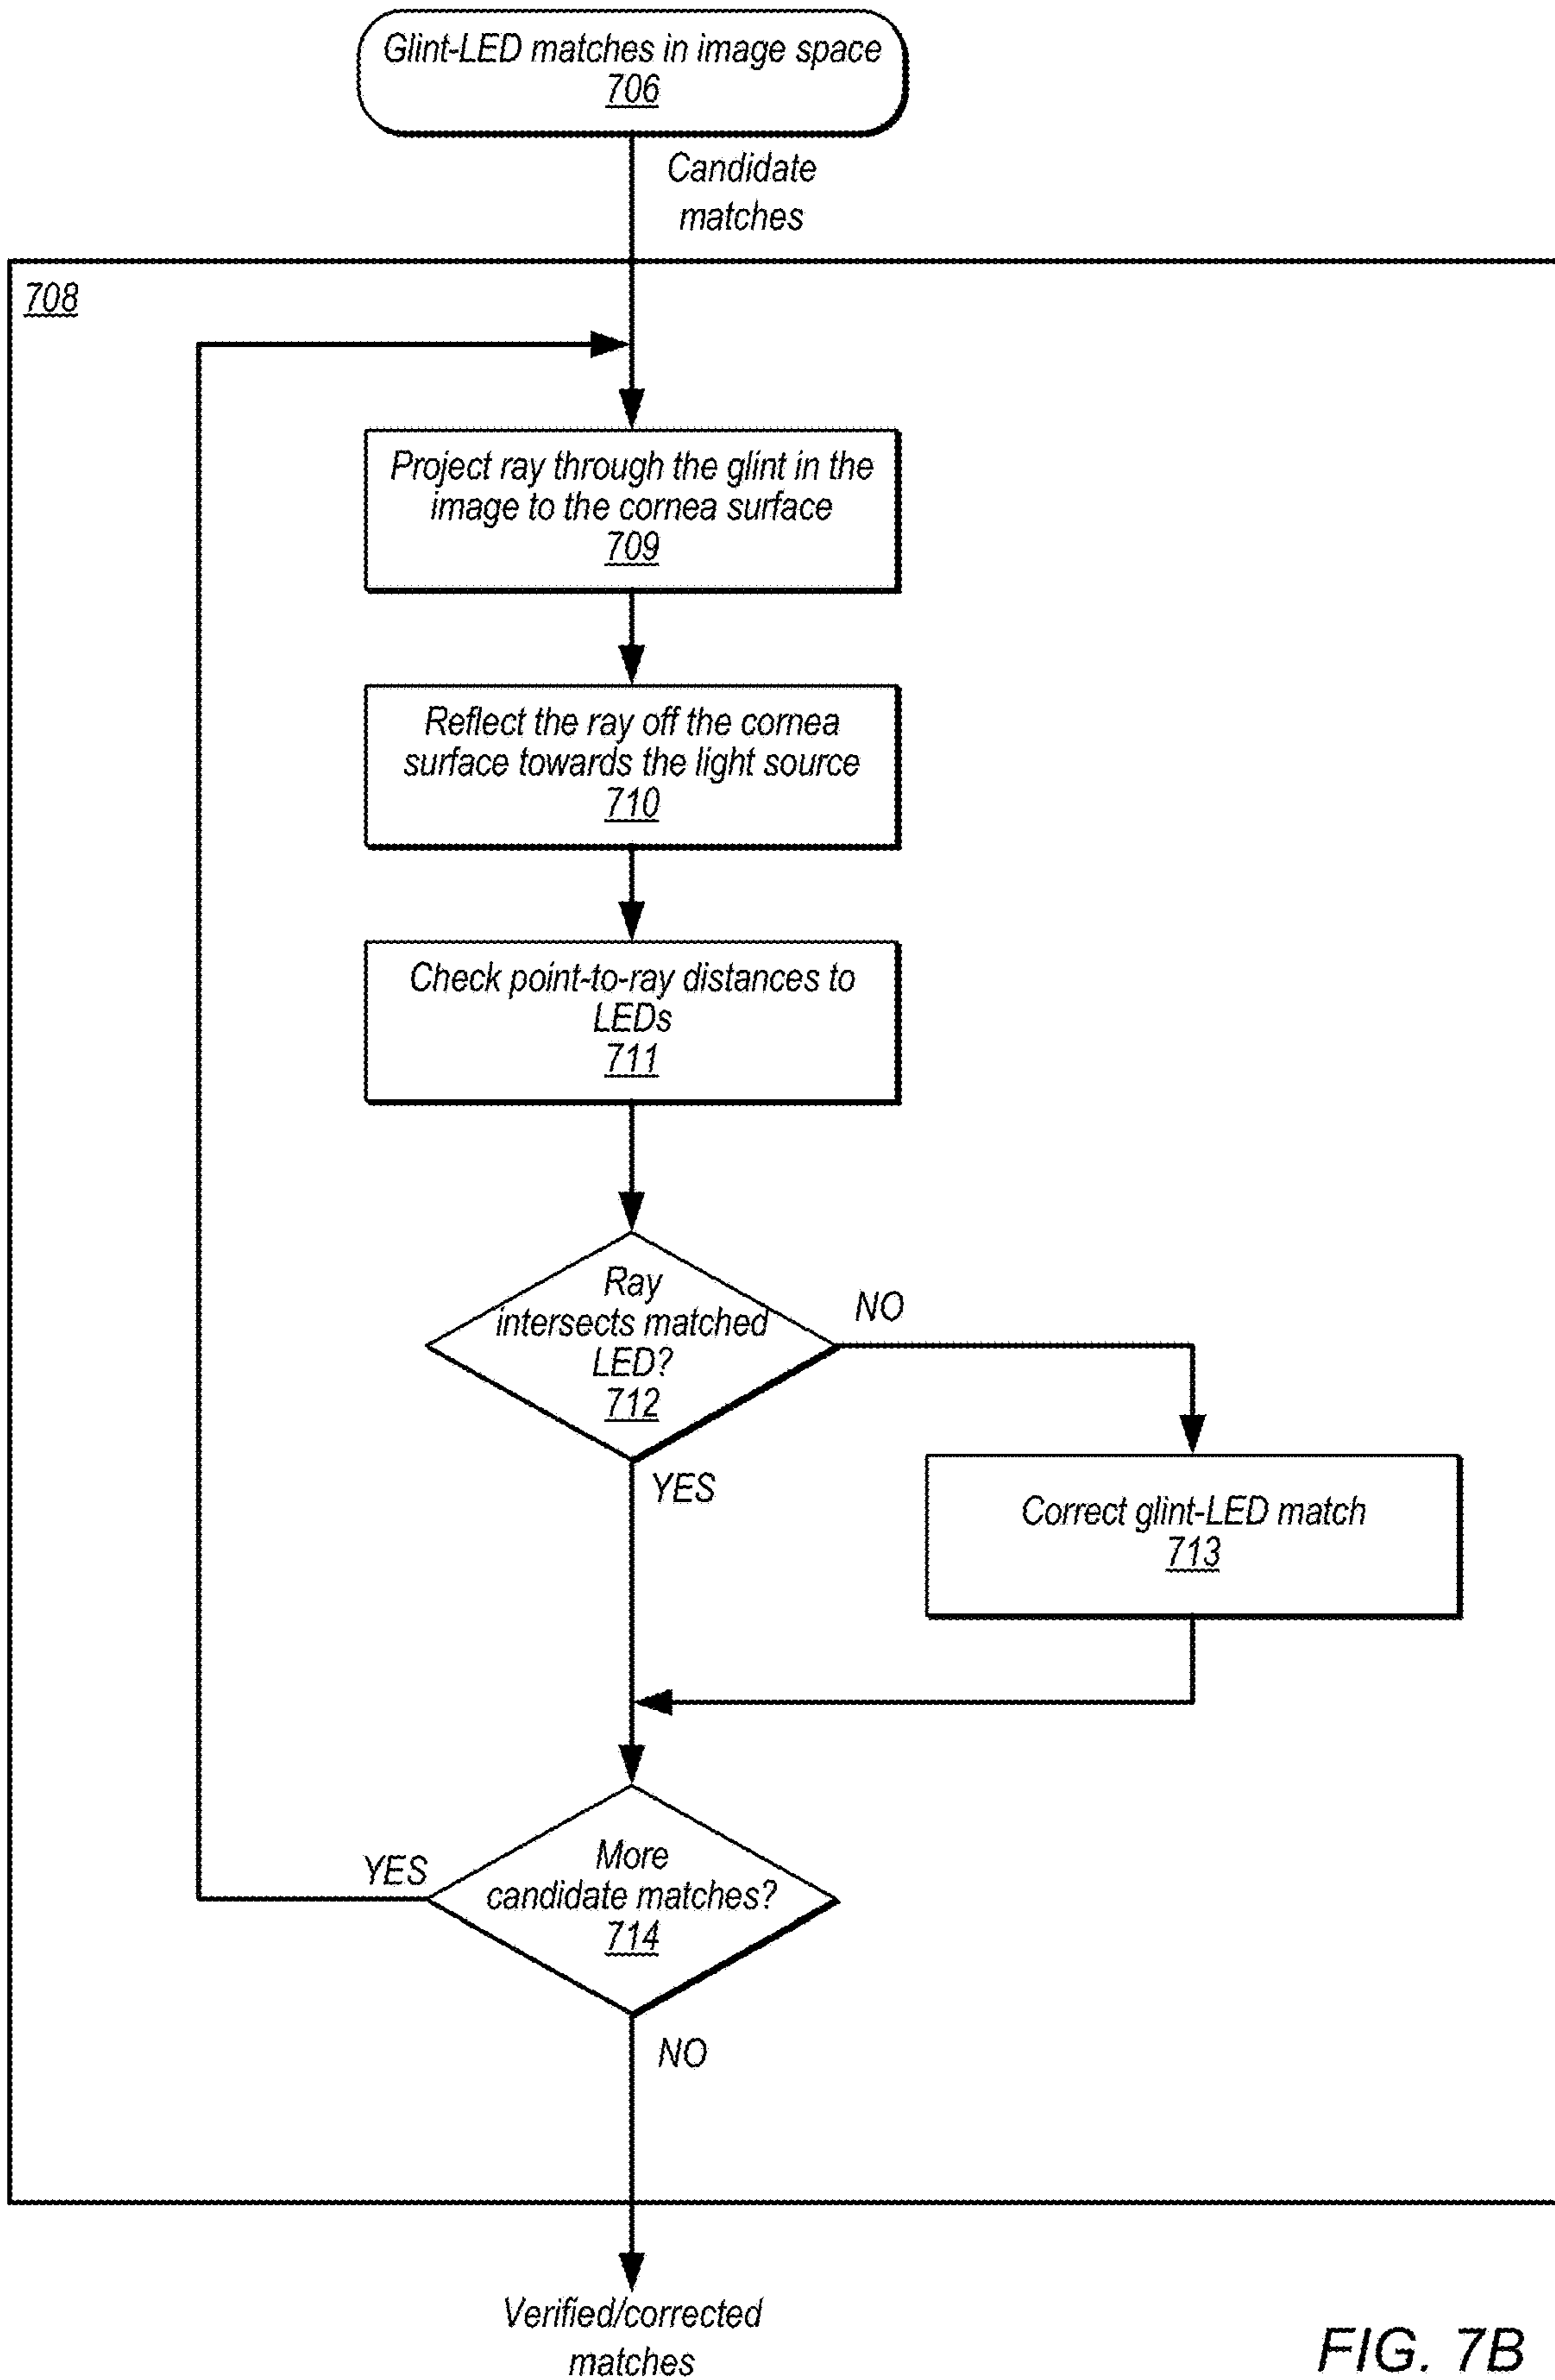 Glint-LED matches in image space
706
Candidate
matches
708
Project ray through the glint in the
image to the cornea surface
709
Reflect the ray off the cornea
surface towards the light source
710
Check point-to-ray distances to
LEDs
711
Ray
intersects matched
LED?
712
NO
YES
Correct glint-LED match
713
More
candidate matches?
714
YES
NO
Verified/corrected
matches
FIG. 7B